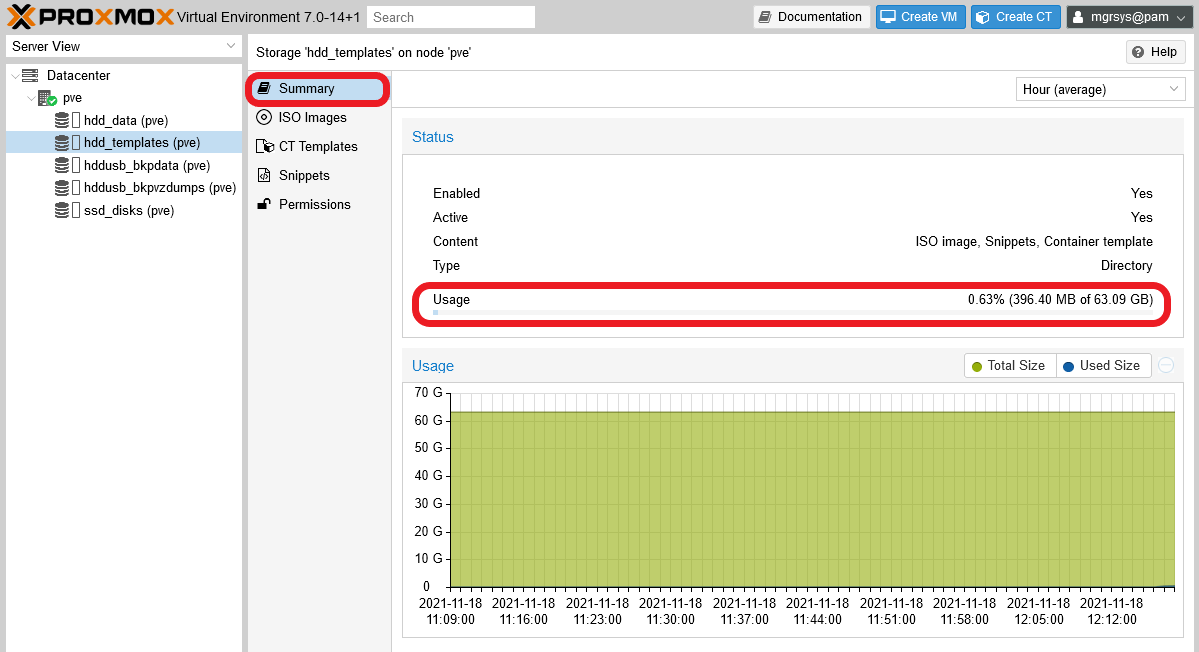 PROXMOX Virtual Environment 7.0-14+1 Search Documentation Create VM Create CT mgrsys@pam
Server View
Datacenter
pve
hdd_data (pve)
hdd_templates (pve)
hddusb_bkpdata (pve)
hddusb_bkpvzdumps (pve)
ssd_disks (pve)
Storage 'hdd_templates' on node 'pve' Help
Summary
ISO Images
CT Templates
Snippets
Permissions
Hour (average)
Status
Enabled Yes
Active Yes
Content ISO image, Snippets, Container template
Type Directory
Usage 0.63% (396.40 MB of 63.09 GB)
Usage Total Size Used Size
70 G
60 G
50 G
40 G
30 G
20 G
10 G
0
2021-11-18 2021-11-18 2021-11-18 2021-11-18 2021-11-18 2021-11-18 2021-11-18 2021-11-18 2021-11-18 2021-11-18
11:09:00 11:16:00 11:23:00 11:30:00 11:37:00 11:44:00 11:51:00 11:58:00 12:05:00 12:12:00